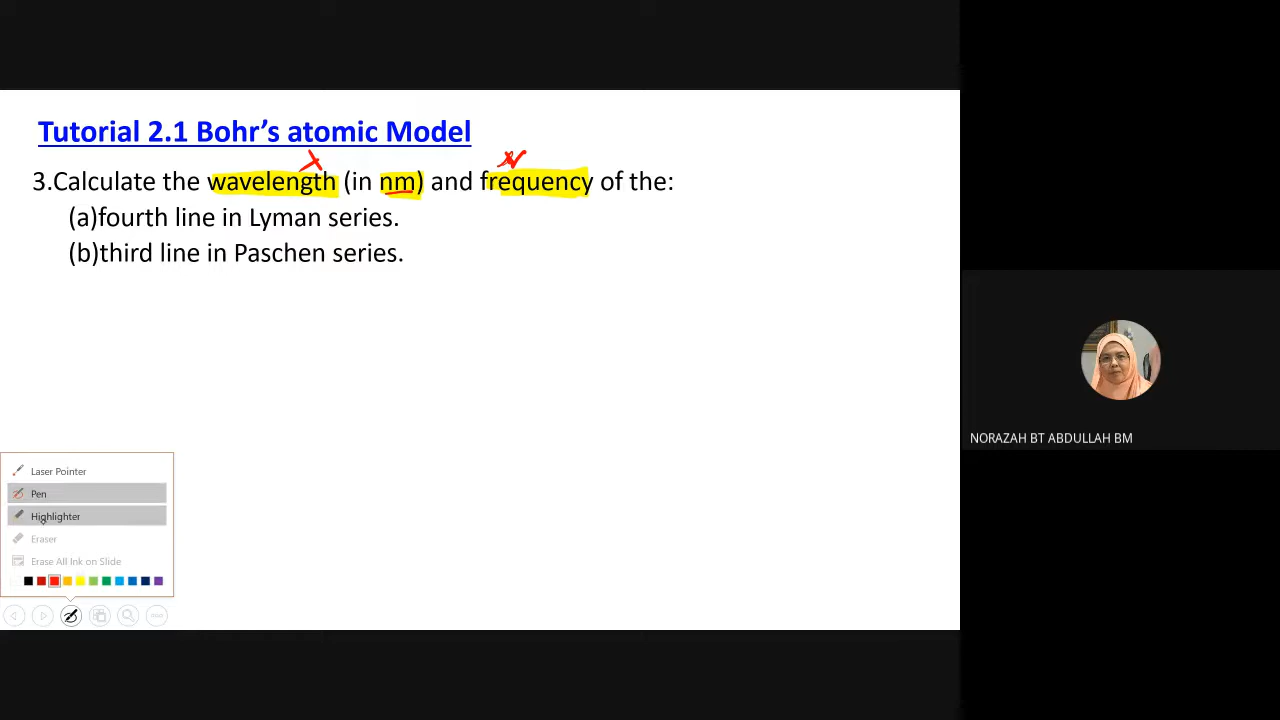 Tutorial 2.1 Bohr's atomic Model
λ ν
3.Calculate the wavelength (in nm) and frequency of the:
(a)fourth line in Lyman series.
(b)third line in Paschen series.
NORAZAH BT ABDULLAH BM
Laser Pointer
Pen
Highlighter
Eraser
Erase All Ink on Slide